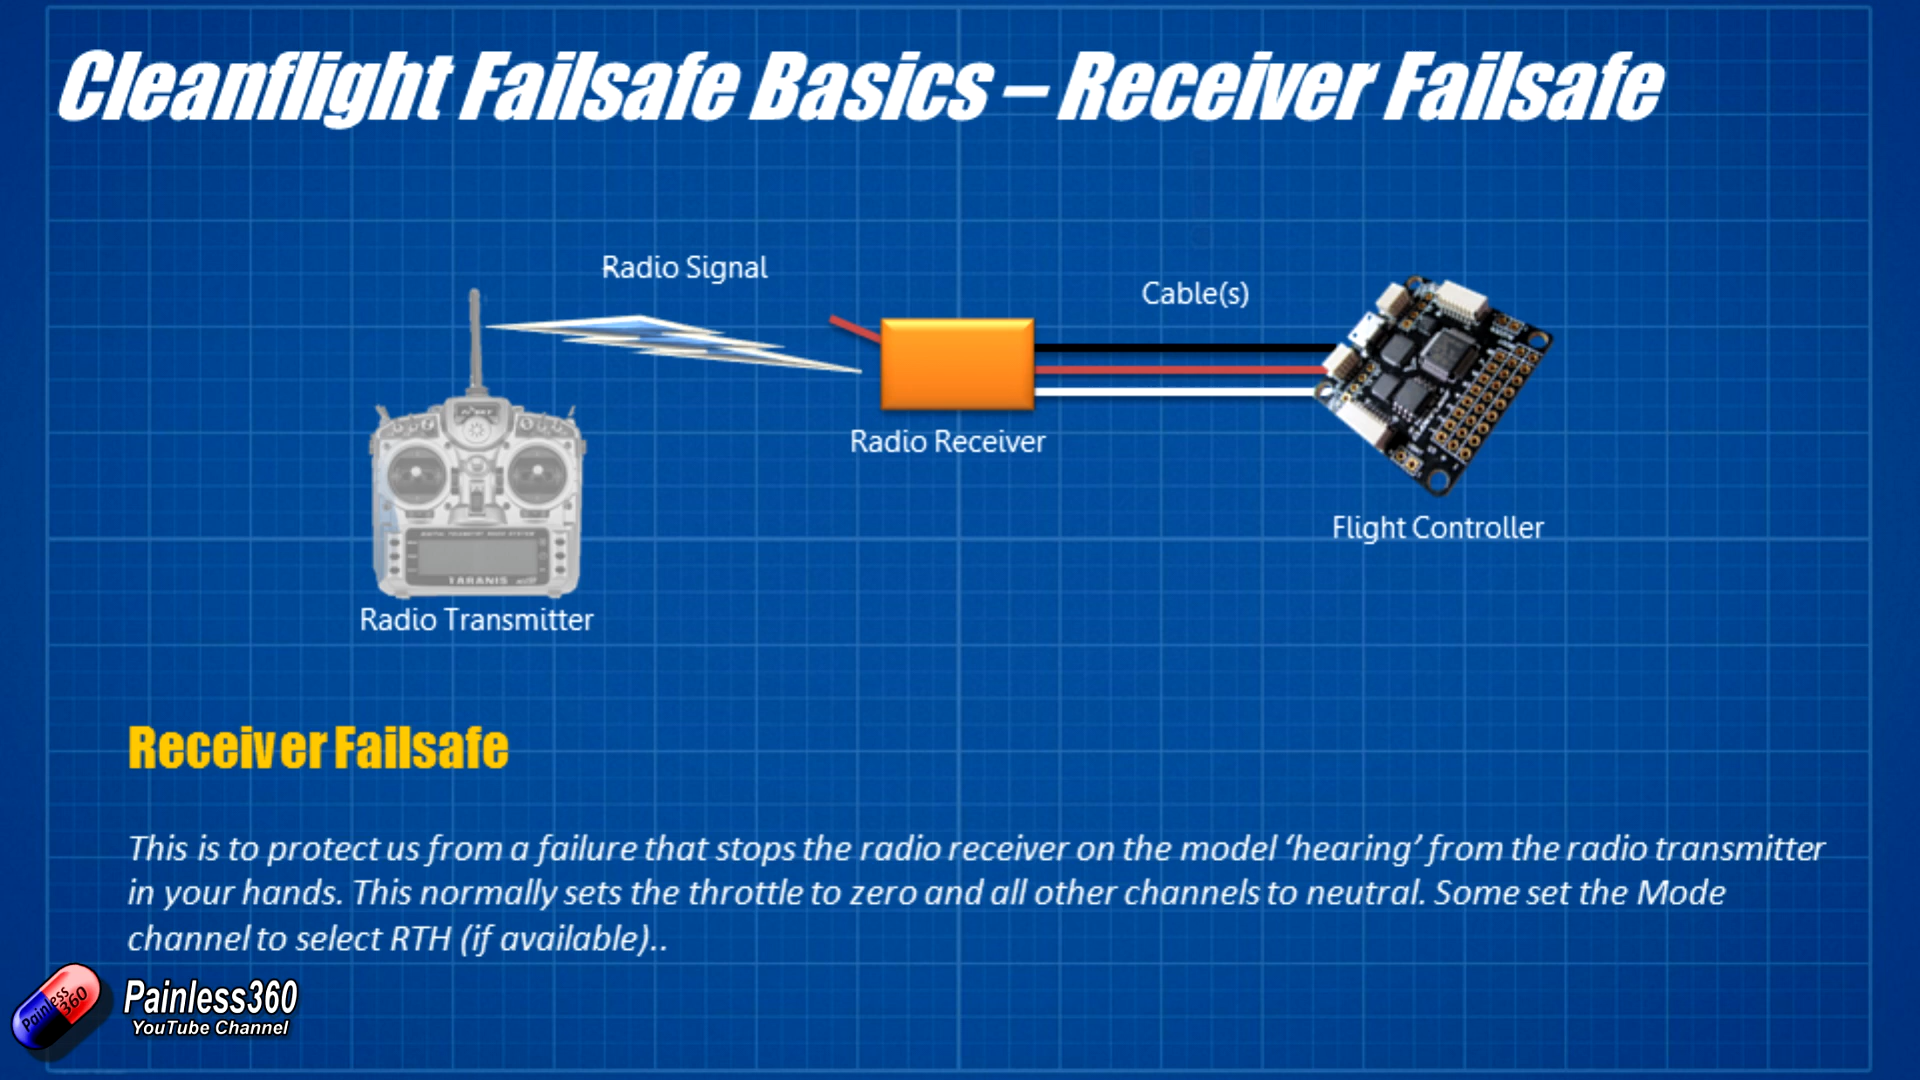 Cleanflight Failsafe Basics – Receiver Failsafe
Radio Signal
Cable(s)
Radio Receiver
Flight Controller
TARANIS
Radio Transmitter
Receiver Failsafe
This is to protect us from a failure that stops the radio receiver on the model ‘hearing’ from the radio transmitter
in your hands. This normally sets the throttle to zero and all other channels to neutral. Some set the Mode
channel to select RTH (if available)..
Painless
360
Painless360
YouTube Channel